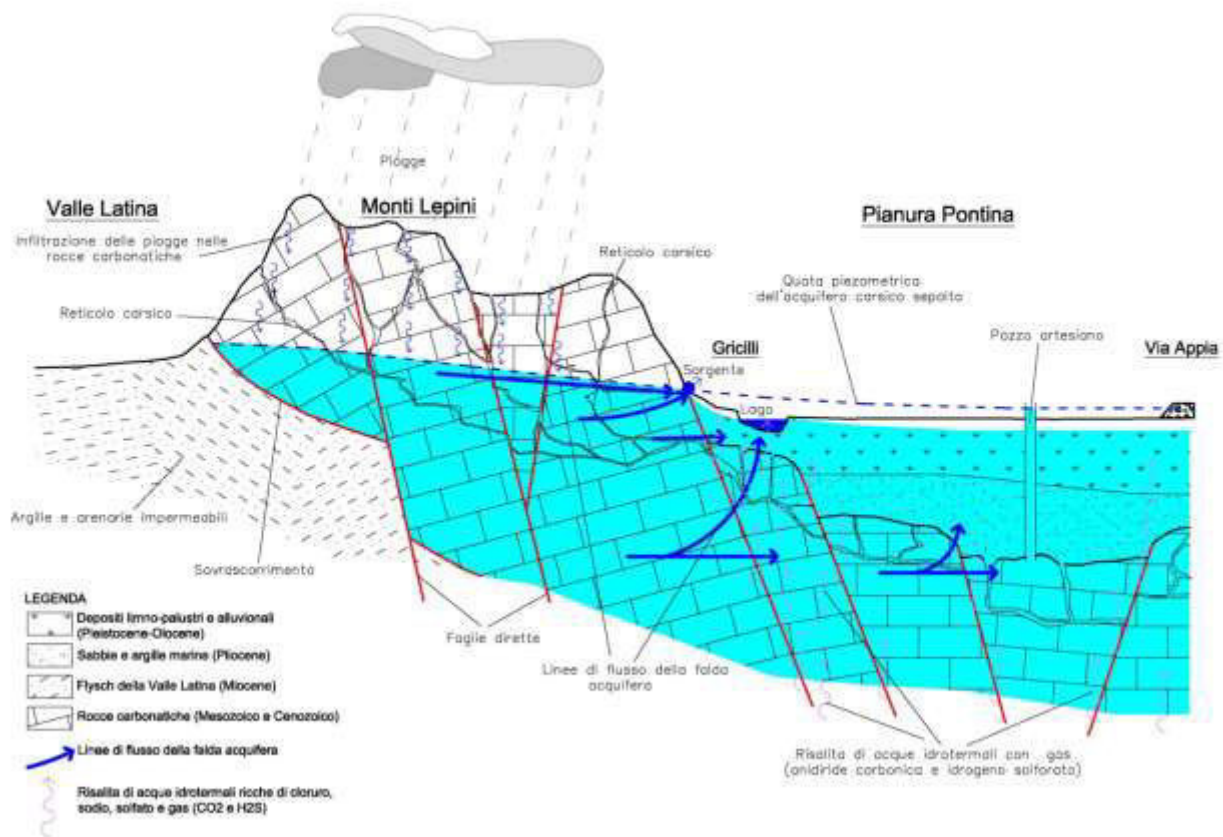 Piogge
Valle Latina
Monti Lepini
Pianura Pontina
Infiltrazione delle piogge nelle
rocce carbonatiche
Reticolo carsico
Reticolo carsico
Quota piezometrica
dell'acquifero carsico sepolto
Pozzo artesiano
Gricilli
Via Appia
Sorgente
Lago
Argille e arenarie impermeabili
Sovrascorrimento
Faglie dirette
Linee di flusso della falda
acquifera
Risalita di acque idrotermali con gas
(anidiride carbonica e idrogeno solforato)
LEGENDA
Depositi limno-palustri e alluvionali
(Pleistocene-Olocene)
Sabbie e argille marine (Pliocene)
Flysch della Valle Latina (Miocene)
Rocce carbonatiche (Mesozoico e Cenozoico)
Linee di flusso della falda acquifera
Risalita di acque idrotermali ricche di cloruro,
sodio, solfato e gas (CO2 e H2S)